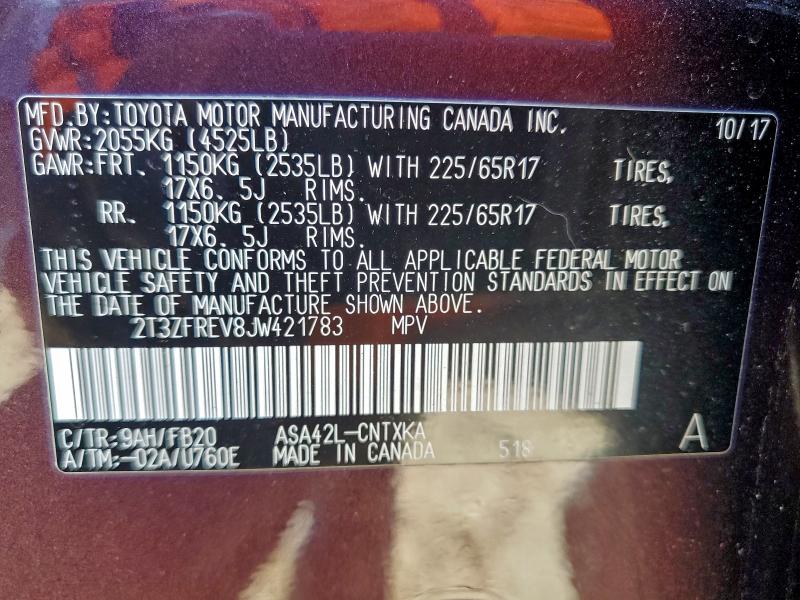 MFD.BY:TOYOTA MOTOR MANUFACTURING CANADA INC. 10/17
GVWR:2055KG (4525LB)
GAWR:FRT. 1150KG (2535LB) WITH 225/65R17 TIRES,
17X6. 5J RIMS.
RR. 1150KG (2535LB) WITH 225/65R17 TIRES,
17X6. 5J RIMS.
THIS VEHICLE CONFORMS TO ALL APPLICABLE FEDERAL MOTOR
VEHICLE SAFETY AND THEFT PREVENTION STANDARDS IN EFFECT ON
THE DATE OF MANUFACTURE SHOWN ABOVE.
2T3ZFREV8JW421783 MPV
C/TR:9AH/FB20 ASA42L-CNTXKA A
A/TM:-02A/U760E MADE IN CANADA 518